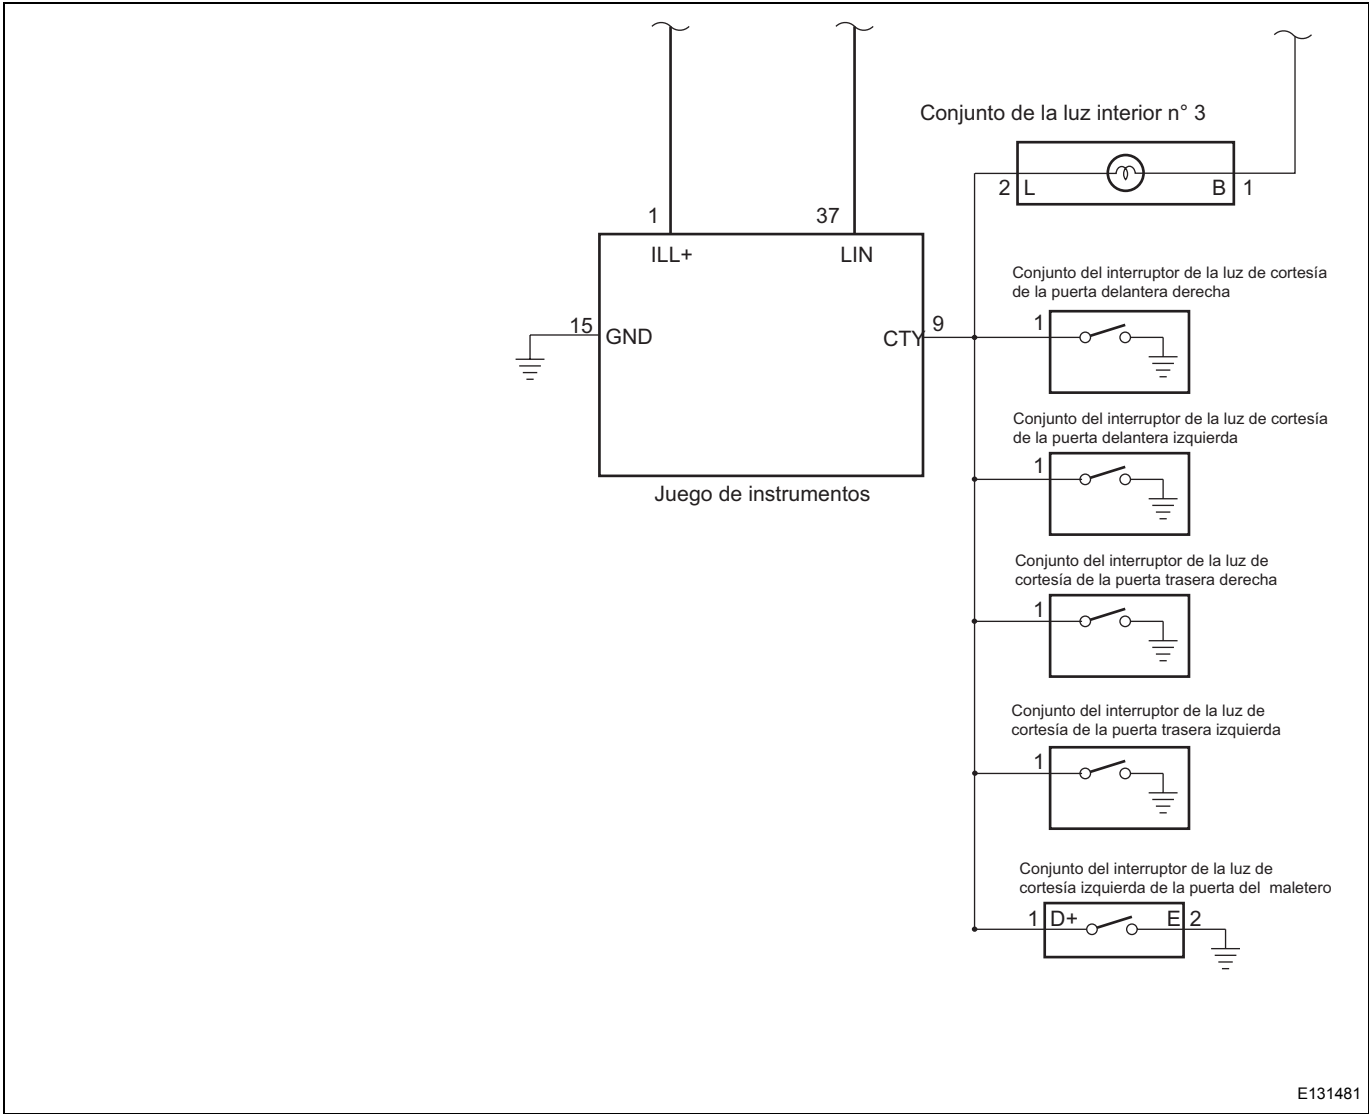 Conjunto de la luz interior n° 3
2 L B 1
1 37
ILL+ LIN
Conjunto del interruptor de la luz de cortesía
de la puerta delantera derecha
15 GND CTY 9 1
Conjunto del interruptor de la luz de cortesía
de la puerta delantera izquierda
1
Juego de instrumentos
Conjunto del interruptor de la luz de
cortesía de la puerta trasera derecha
1
Conjunto del interruptor de la luz de
cortesía de la puerta trasera izquierda
1
Conjunto del interruptor de la luz de
cortesía izquierda de la puerta del maletero
1 D+ E 2
E131481